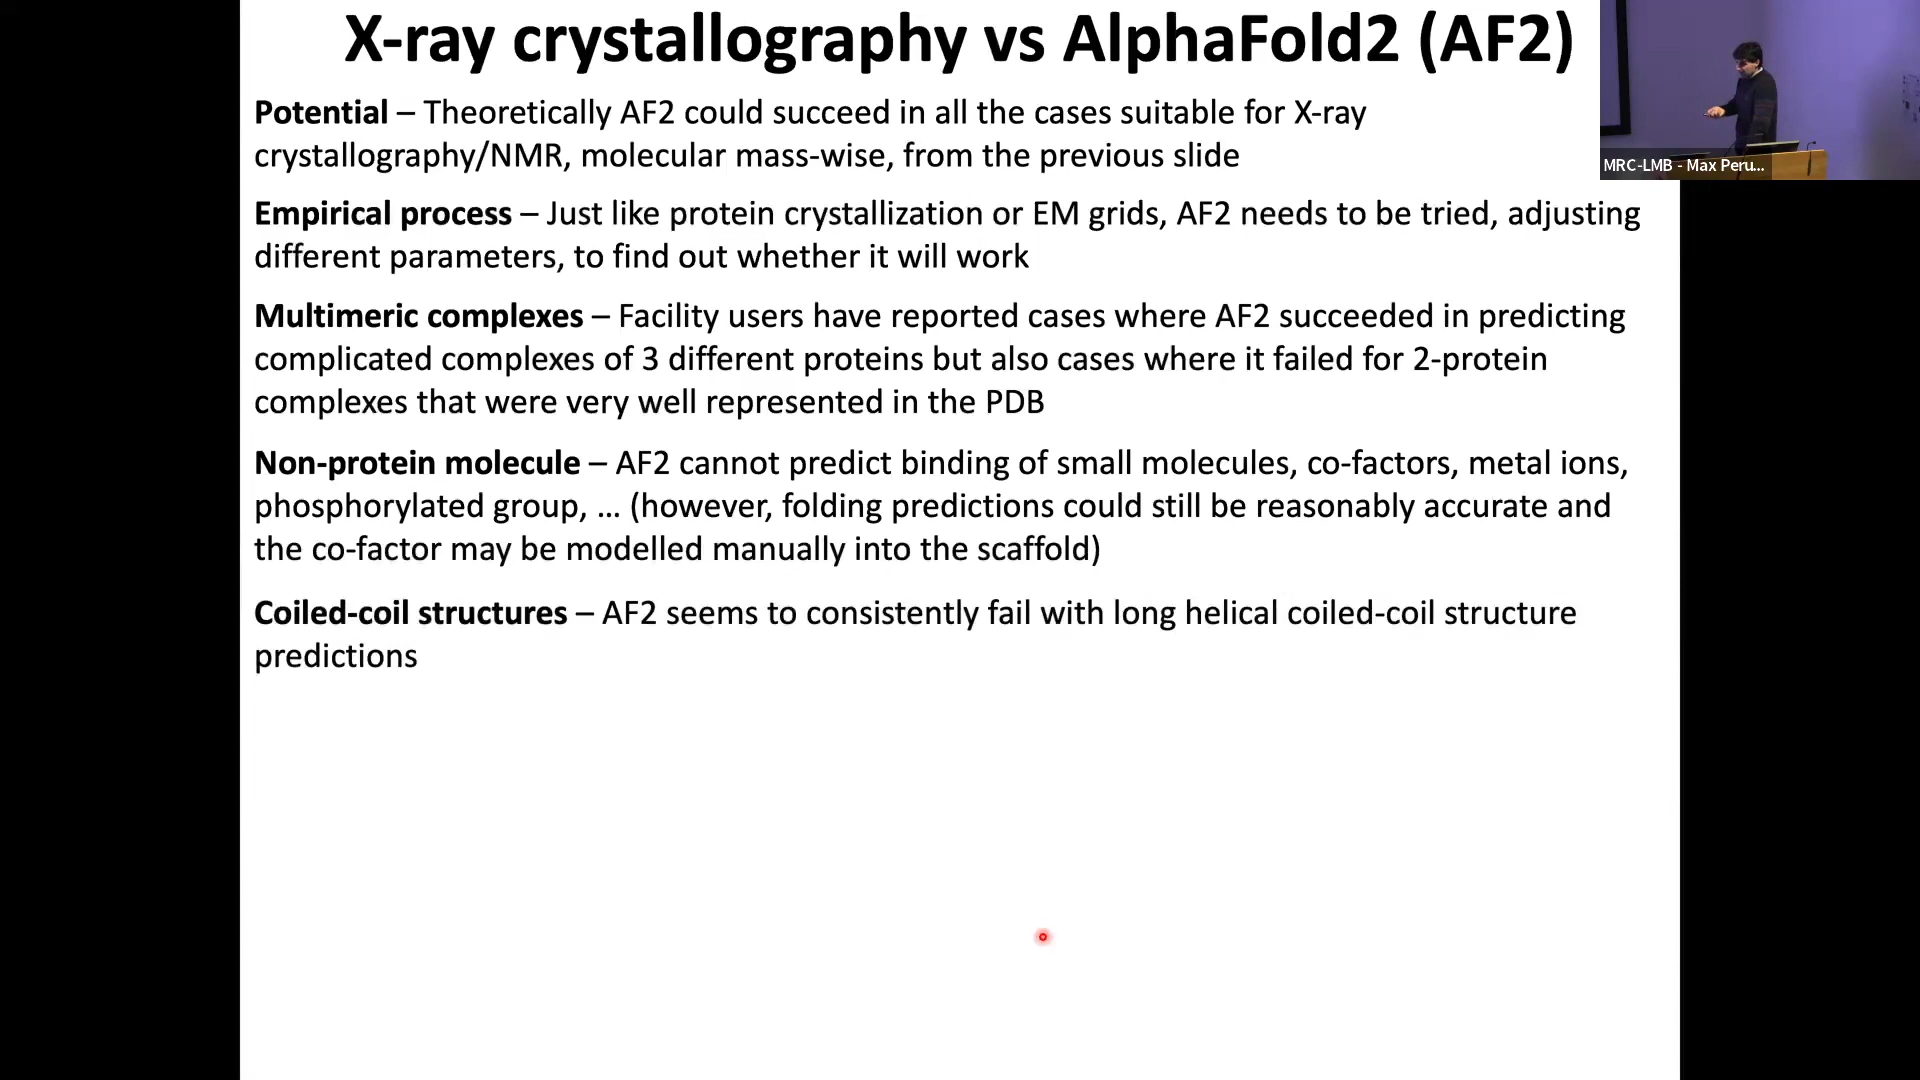 X-ray crystallography vs AlphaFold2 (AF2)
MRC-LMB - Max Peru...
Potential – Theoretically AF2 could succeed in all the cases suitable for X-ray
crystallography/NMR, molecular mass-wise, from the previous slide
Empirical process – Just like protein crystallization or EM grids, AF2 needs to be tried, adjusting
different parameters, to find out whether it will work
Multimeric complexes – Facility users have reported cases where AF2 succeeded in predicting
complicated complexes of 3 different proteins but also cases where it failed for 2-protein
complexes that were very well represented in the PDB
Non-protein molecule – AF2 cannot predict binding of small molecules, co-factors, metal ions,
phosphorylated group, … (however, folding predictions could still be reasonably accurate and
the co-factor may be modelled manually into the scaffold)
Coiled-coil structures – AF2 seems to consistently fail with long helical coiled-coil structure
predictions